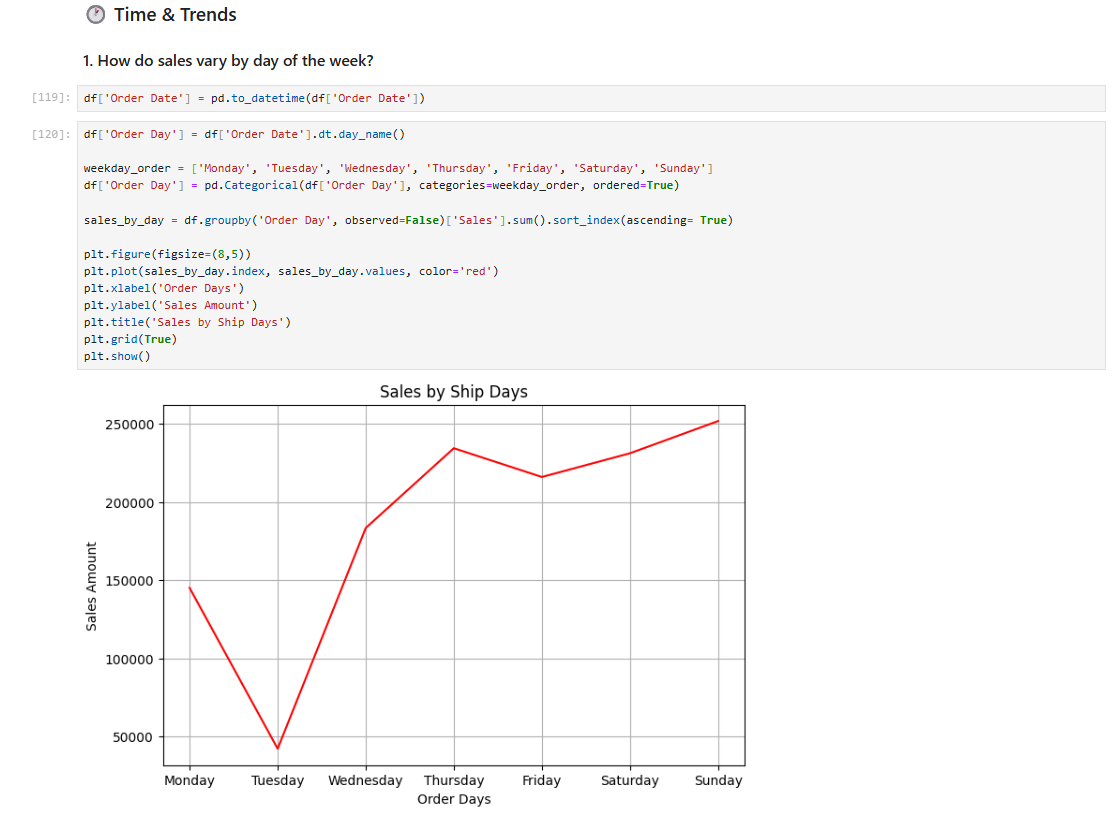 Time & Trends
1. How do sales vary by day of the week?
[119]: df['Order Date'] = pd.to_datetime(df['Order Date'])
[120]: df['Order Day'] = df['Order Date'].dt.day_name()
weekday_order = ['Monday', 'Tuesday', 'Wednesday', 'Thursday', 'Friday', 'Saturday', 'Sunday']
df['Order Day'] = pd.Categorical(df['Order Day'], categories=weekday_order, ordered=True)
sales_by_day = df.groupby('Order Day', observed=False)['Sales'].sum().sort_index(ascending= True)
plt.figure(figsize=(8,5))
plt.plot(sales_by_day.index, sales_by_day.values, color='red')
plt.xlabel('Order Days')
plt.ylabel('Sales Amount')
plt.title('Sales by Ship Days')
plt.grid(True)
plt.show()
Sales by Ship Days
250000
200000
150000
100000
50000
Sales Amount
Monday Tuesday Wednesday Thursday Friday Saturday Sunday
Order Days